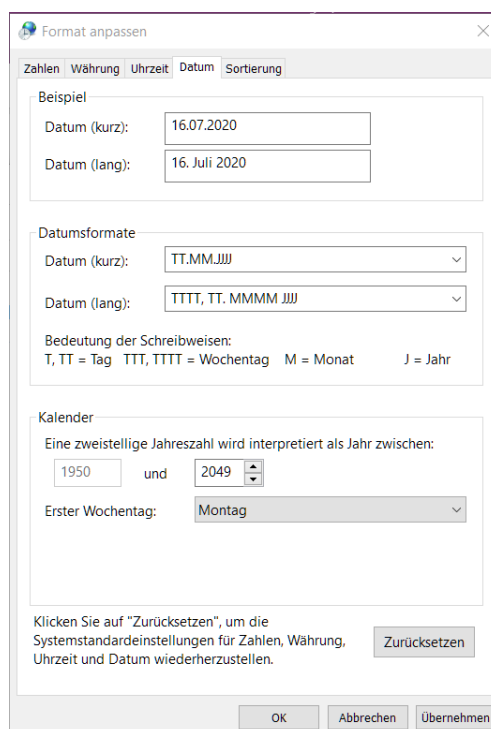 Format anpassen
Zahlen Währung Uhrzeit Datum Sortierung
Beispiel
Datum (kurz): 16.07.2020
Datum (lang): 16. Juli 2020
Datumsformate
Datum (kurz): TT.MM.JJJJ
Datum (lang): TTTT, TT. MMMM JJJJ
Bedeutung der Schreibweisen:
T, TT = Tag TTT, TTTT = Wochentag M = Monat J = Jahr
Kalender
Eine zweistellige Jahreszahl wird interpretiert als Jahr zwischen:
1950 und 2049
Erster Wochentag: Montag
Klicken Sie auf "Zurücksetzen", um die
Systemstandardeinstellungen für Zahlen, Währung,
Uhrzeit und Datum wiederherzustellen.
Zurücksetzen
OK Abbrechen Übernehmen